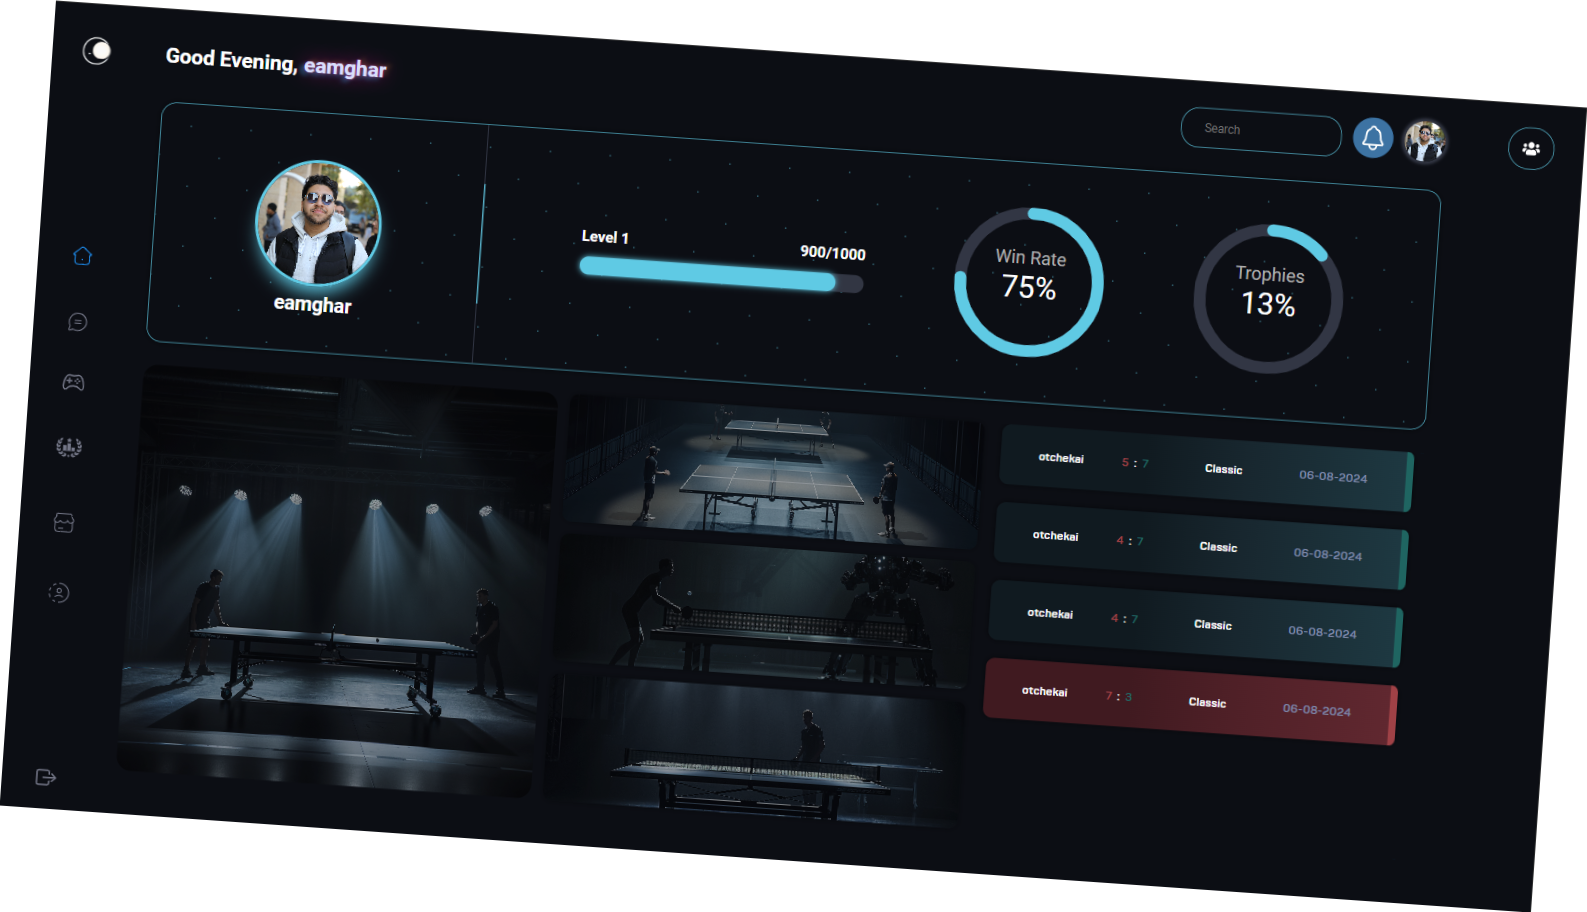 Good Evening, eamghar
Search
eamghar
Level 1
900/1000
Win Rate
75%
Trophies
13%
otchekai 5 : 7 Classic 06-08-2024
otchekai 4 : 7 Classic 06-08-2024
otchekai 4 : 7 Classic 06-08-2024
otchekai 7 : 3 Classic 06-08-2024